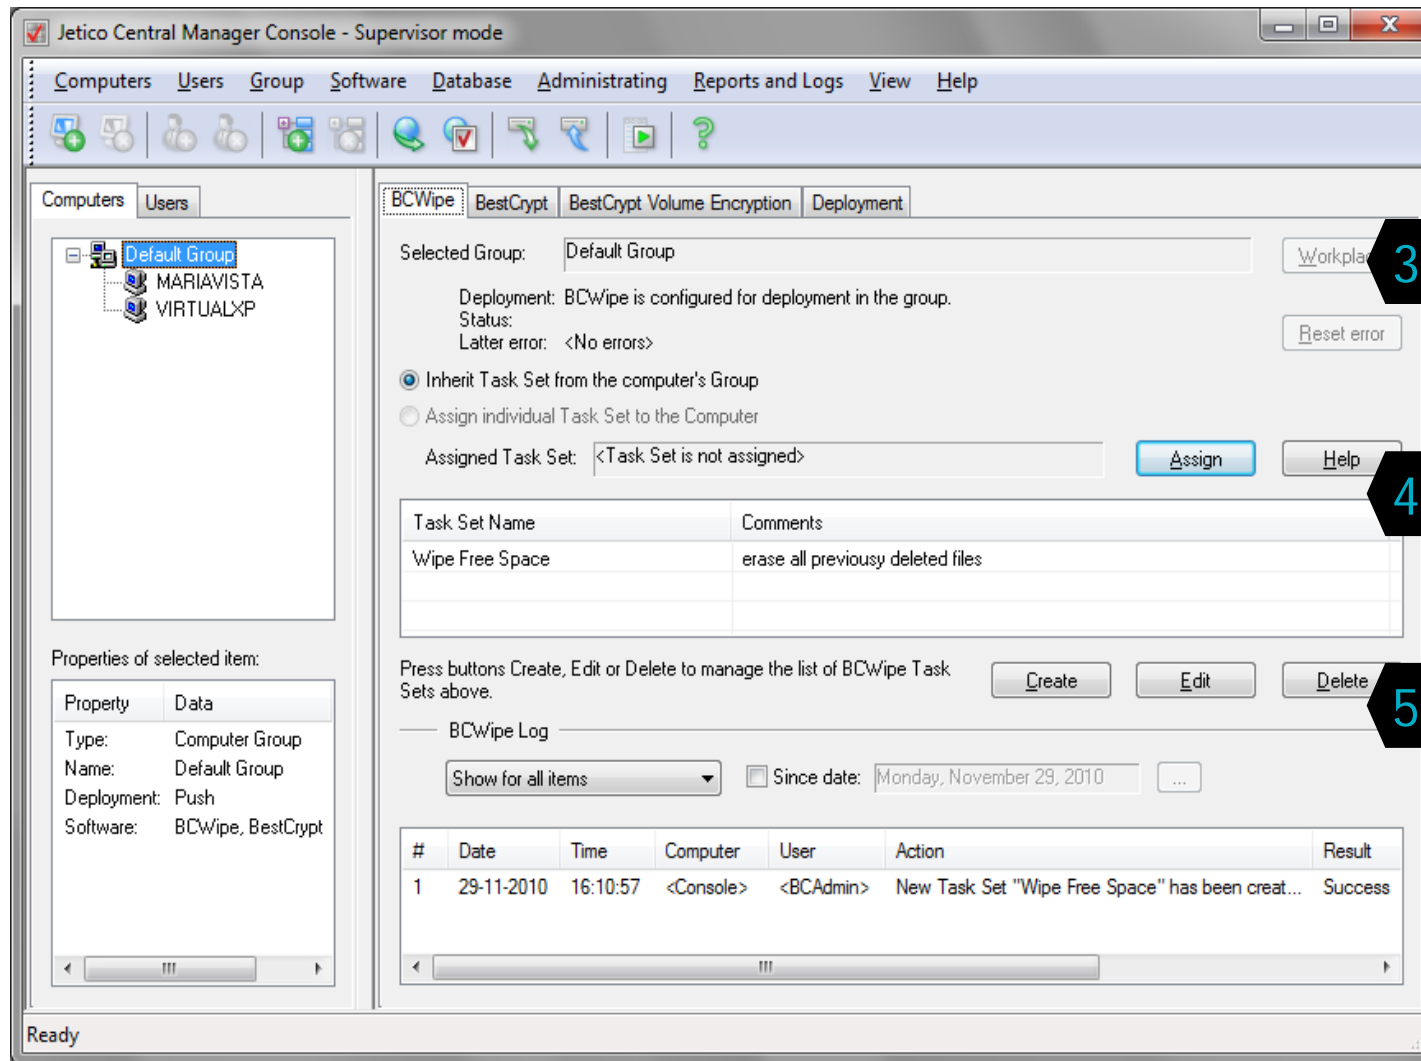 Jetico Central Manager Console - Supervisor mode
Computers Users Group Software Database Administrating Reports and Logs View Help
Computers Users
BCWipe BestCrypt BestCrypt Volume Encryption Deployment
Default Group
MARIAVISTA
VIRTUALXP
Selected Group: Default Group
3
Deployment: BCWipe is configured for deployment in the group.
Status:
Latter error: <No errors>
Reset error
Inherit Task Set from the computer's Group
Assign individual Task Set to the Computer
Assigned Task Set: <Task Set is not assigned> Assign Help
4
Task Set Name Comments
Wipe Free Space erase all previousy deleted files
Properties of selected item:
Property Data
Type: Computer Group
Name: Default Group
Deployment: Push
Software: BCWipe, BestCrypt
Press buttons Create, Edit or Delete to manage the list of BCWipe Task
Sets above.
Create Edit Delete
5
BCWipe Log
Show for all items Since date: Monday, November 29, 2010 ...
# Date Time Computer User Action Result
1 29-11-2010 16:10:57 <Console> <BCAdmin> New Task Set "Wipe Free Space" has been creat... Success
Ready